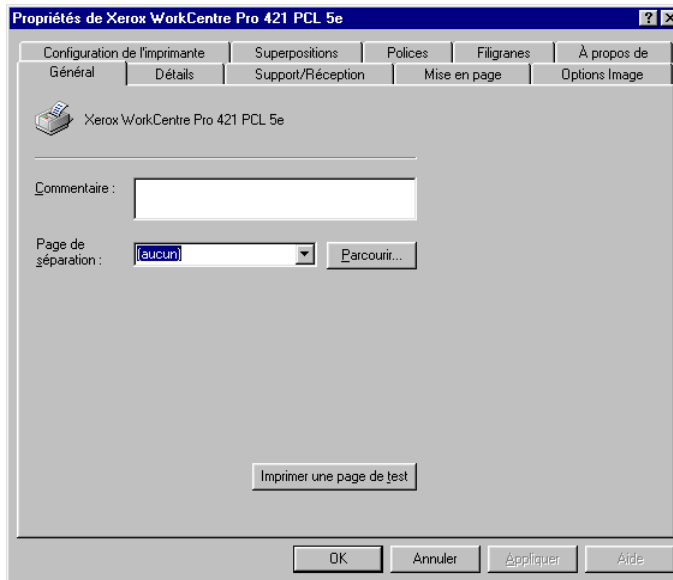 Propriétés de Xerox WorkCentre Pro 421 PCL 5e
Configuration de l'imprimante Superpositions Polices Filigranes À propos de
Général Détails Support/Réception Mise en page Options Image
Xerox WorkCentre Pro 421 PCL 5e
Commentaire :
Page de
séparation :
(aucun)
Parcourir...
Imprimer une page de test
OK Annuler Appliquer Aide